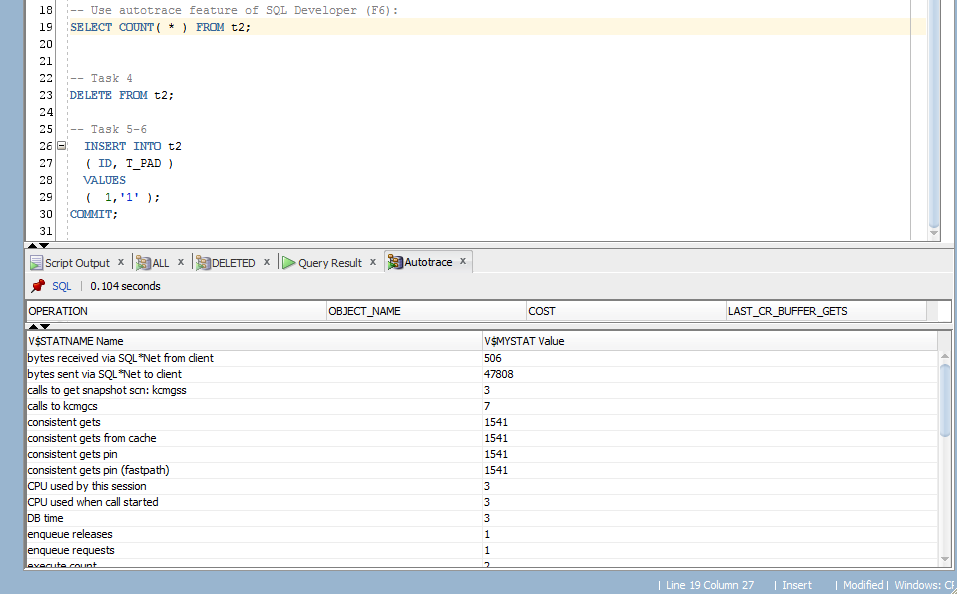 18 -- Use autotrace feature of SQL Developer (F6):
19 SELECT COUNT( * ) FROM t2;
20
21
22 -- Task 4
23 DELETE FROM t2;
24
25 -- Task 5-6
26 INSERT INTO t2
27 ( ID, T_PAD )
28 VALUES
29 ( 1,'1' );
30 COMMIT;
31
Script Output x ALL x DELETED x Query Result x Autotrace x
SQL | 0.104 seconds
OPERATION OBJECT_NAME COST LAST_CR_BUFFER_GETS
V$STATNAME Name V$MYSTAT Value
bytes received via SQL*Net from client 506
bytes sent via SQL*Net to client 47808
calls to get snapshot scn: kcmgss 3
calls to kcmgcs 7
consistent gets 1541
consistent gets from cache 1541
consistent gets pin 1541
consistent gets pin (fastpath) 1541
CPU used by this session 3
CPU used when call started 3
DB time 3
enqueue releases 1
enqueue requests 1
execute count 2
| Line 19 Column 27 | Insert | Modified | Windows: